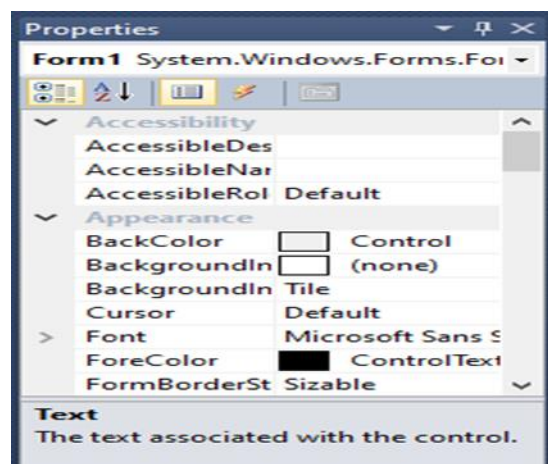 Properties
Form1 System.Windows.Forms.For
Accessibility
AccessibleDes
AccessibleNar
AccessibleRol Default
Appearance
BackColor Control
BackgroundIn (none)
BackgroundIn Tile
Cursor Default
Font Microsoft Sans S
ForeColor ControlText
FormBorderSt Sizable
Text
The text associated with the control.